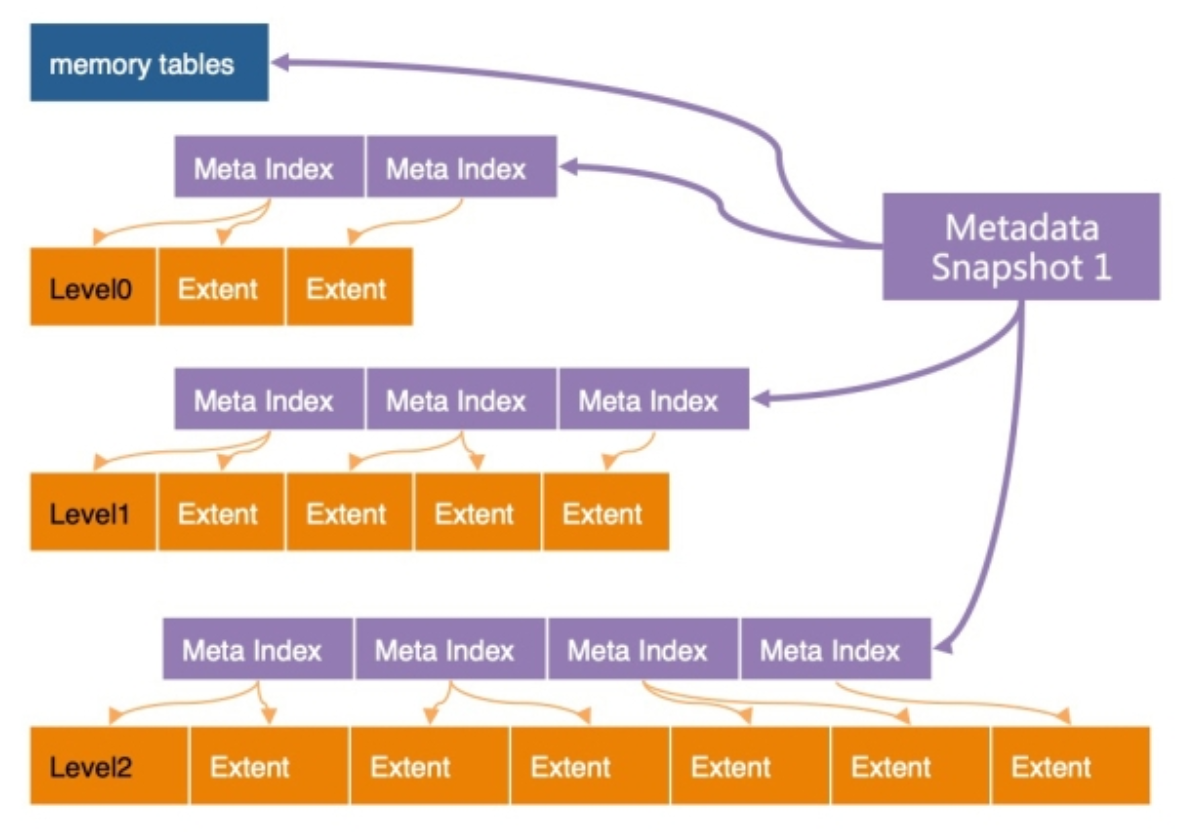 memory tables
Meta Index
Meta Index
Metadata
Snapshot 1
Level0
Extent
Extent
Meta Index
Meta Index
Meta Index
Level1
Extent
Extent
Extent
Extent
Meta Index
Meta Index
Meta Index
Meta Index
Level2
Extent
Extent
Extent
Extent
Extent
Extent